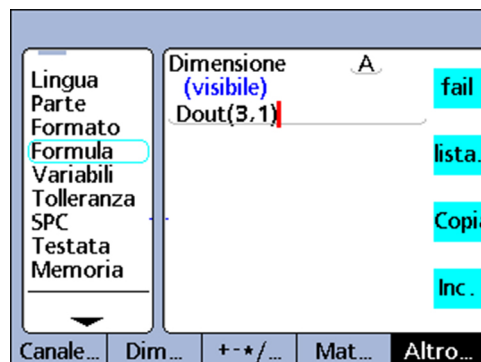 Lingua
Parte
Formato
Formula
Variabili
Tolleranza
SPC
Testata
Memoria
Dimensione A
(visibile)
Dout(3,1)
fail
lista.
Copi
Inc.
Canale... Dim... +-*/... Mat... Altro...